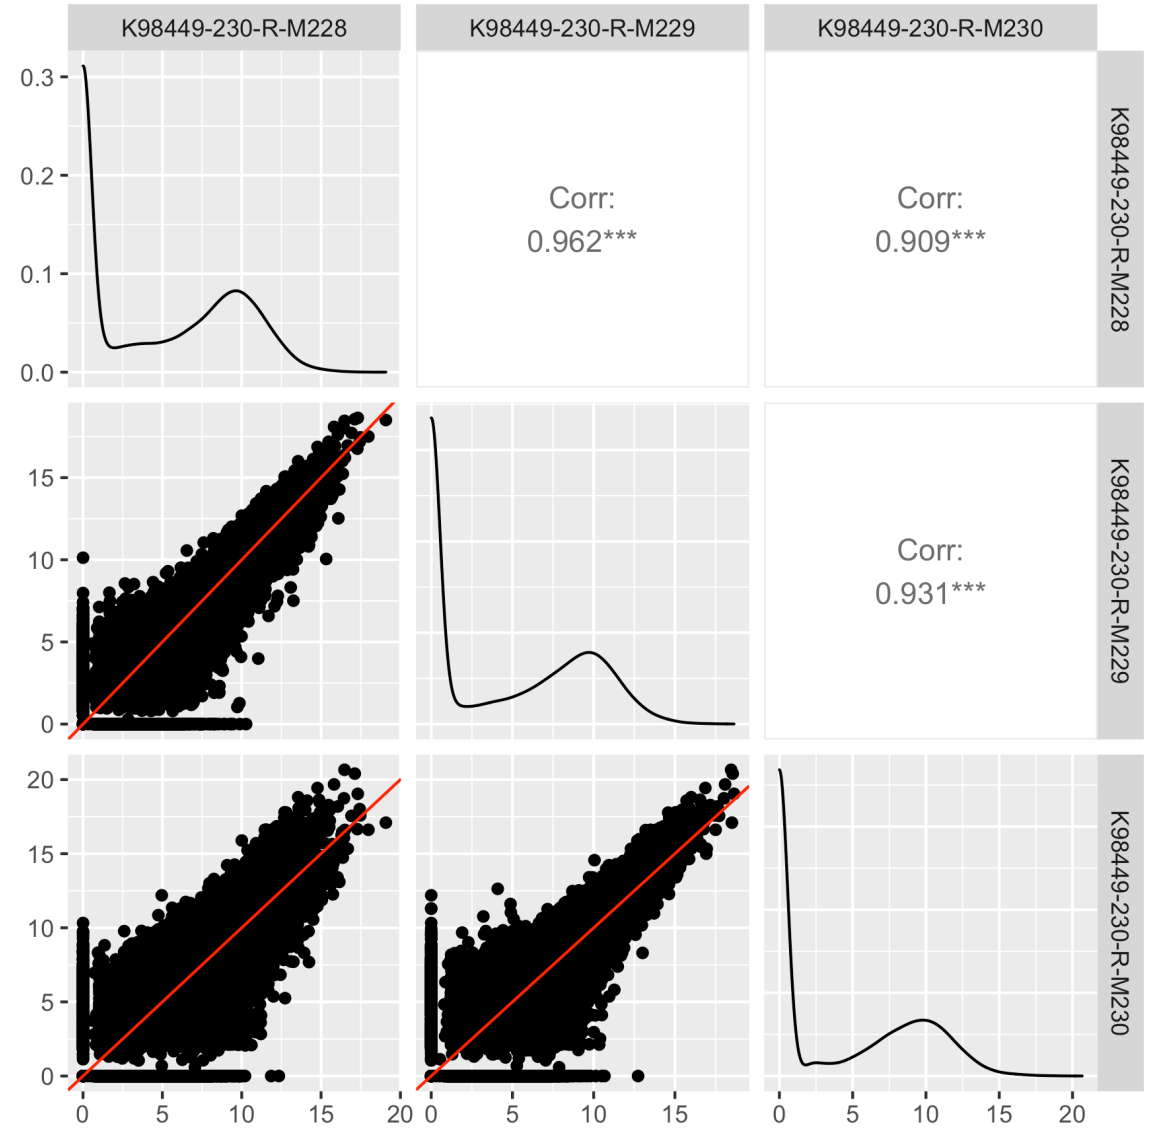 K98449-230-R-M228
K98449-230-R-M229
K98449-230-R-M230
0.3
0.2
0.1
0.0
Corr:
0.962***
Corr:
0.909***
K98449-230-R-M228
15
10
5
0
Corr:
0.931***
K98449-230-R-M229
20
15
10
5
0
K98449-230-R-M230
0 5 10 15 20
0 5 10 15
0 5 10 15 20